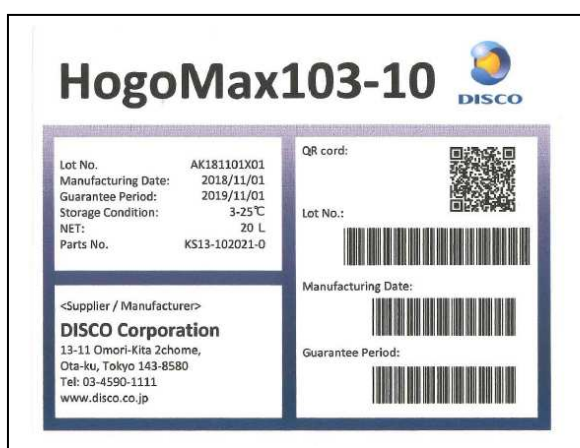 HogoMax103-10
DISCO
Lot No. AK181101X01
Manufacturing Date: 2018/11/01
Guarantee Period: 2019/11/01
Storage Condition: 3-25℃
NET: 20 L
Parts No. KS13-102021-0
<Supplier / Manufacturer>
DISCO Corporation
13-11 Omori-Kita 2chome,
Ota-ku, Tokyo 143-8580
Tel: 03-4590-1111
www.disco.co.jp
QR cord:
Lot No.:
Manufacturing Date:
Guarantee Period: